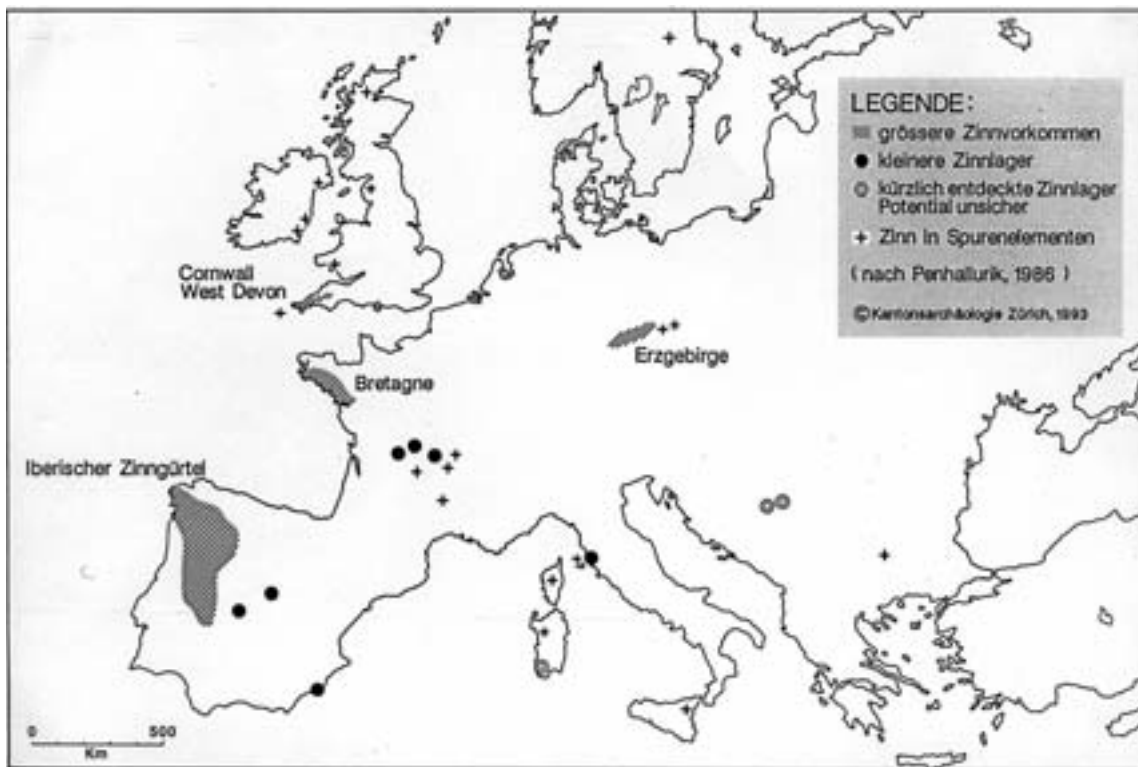 LEGENDE:
grössere Zinnvorkommen
kleinere Zinnlager
kürzlich entdeckte Zinnlager
Potential unsicher
Zinn in Spurenelementen
( nach Penhallurik, 1986 )
©Kantonsarchäologie Zürich, 1993
Cornwall
West Devon
Erzgebirge
Bretagne
Iberischer Zinngürtel
0 500
Km